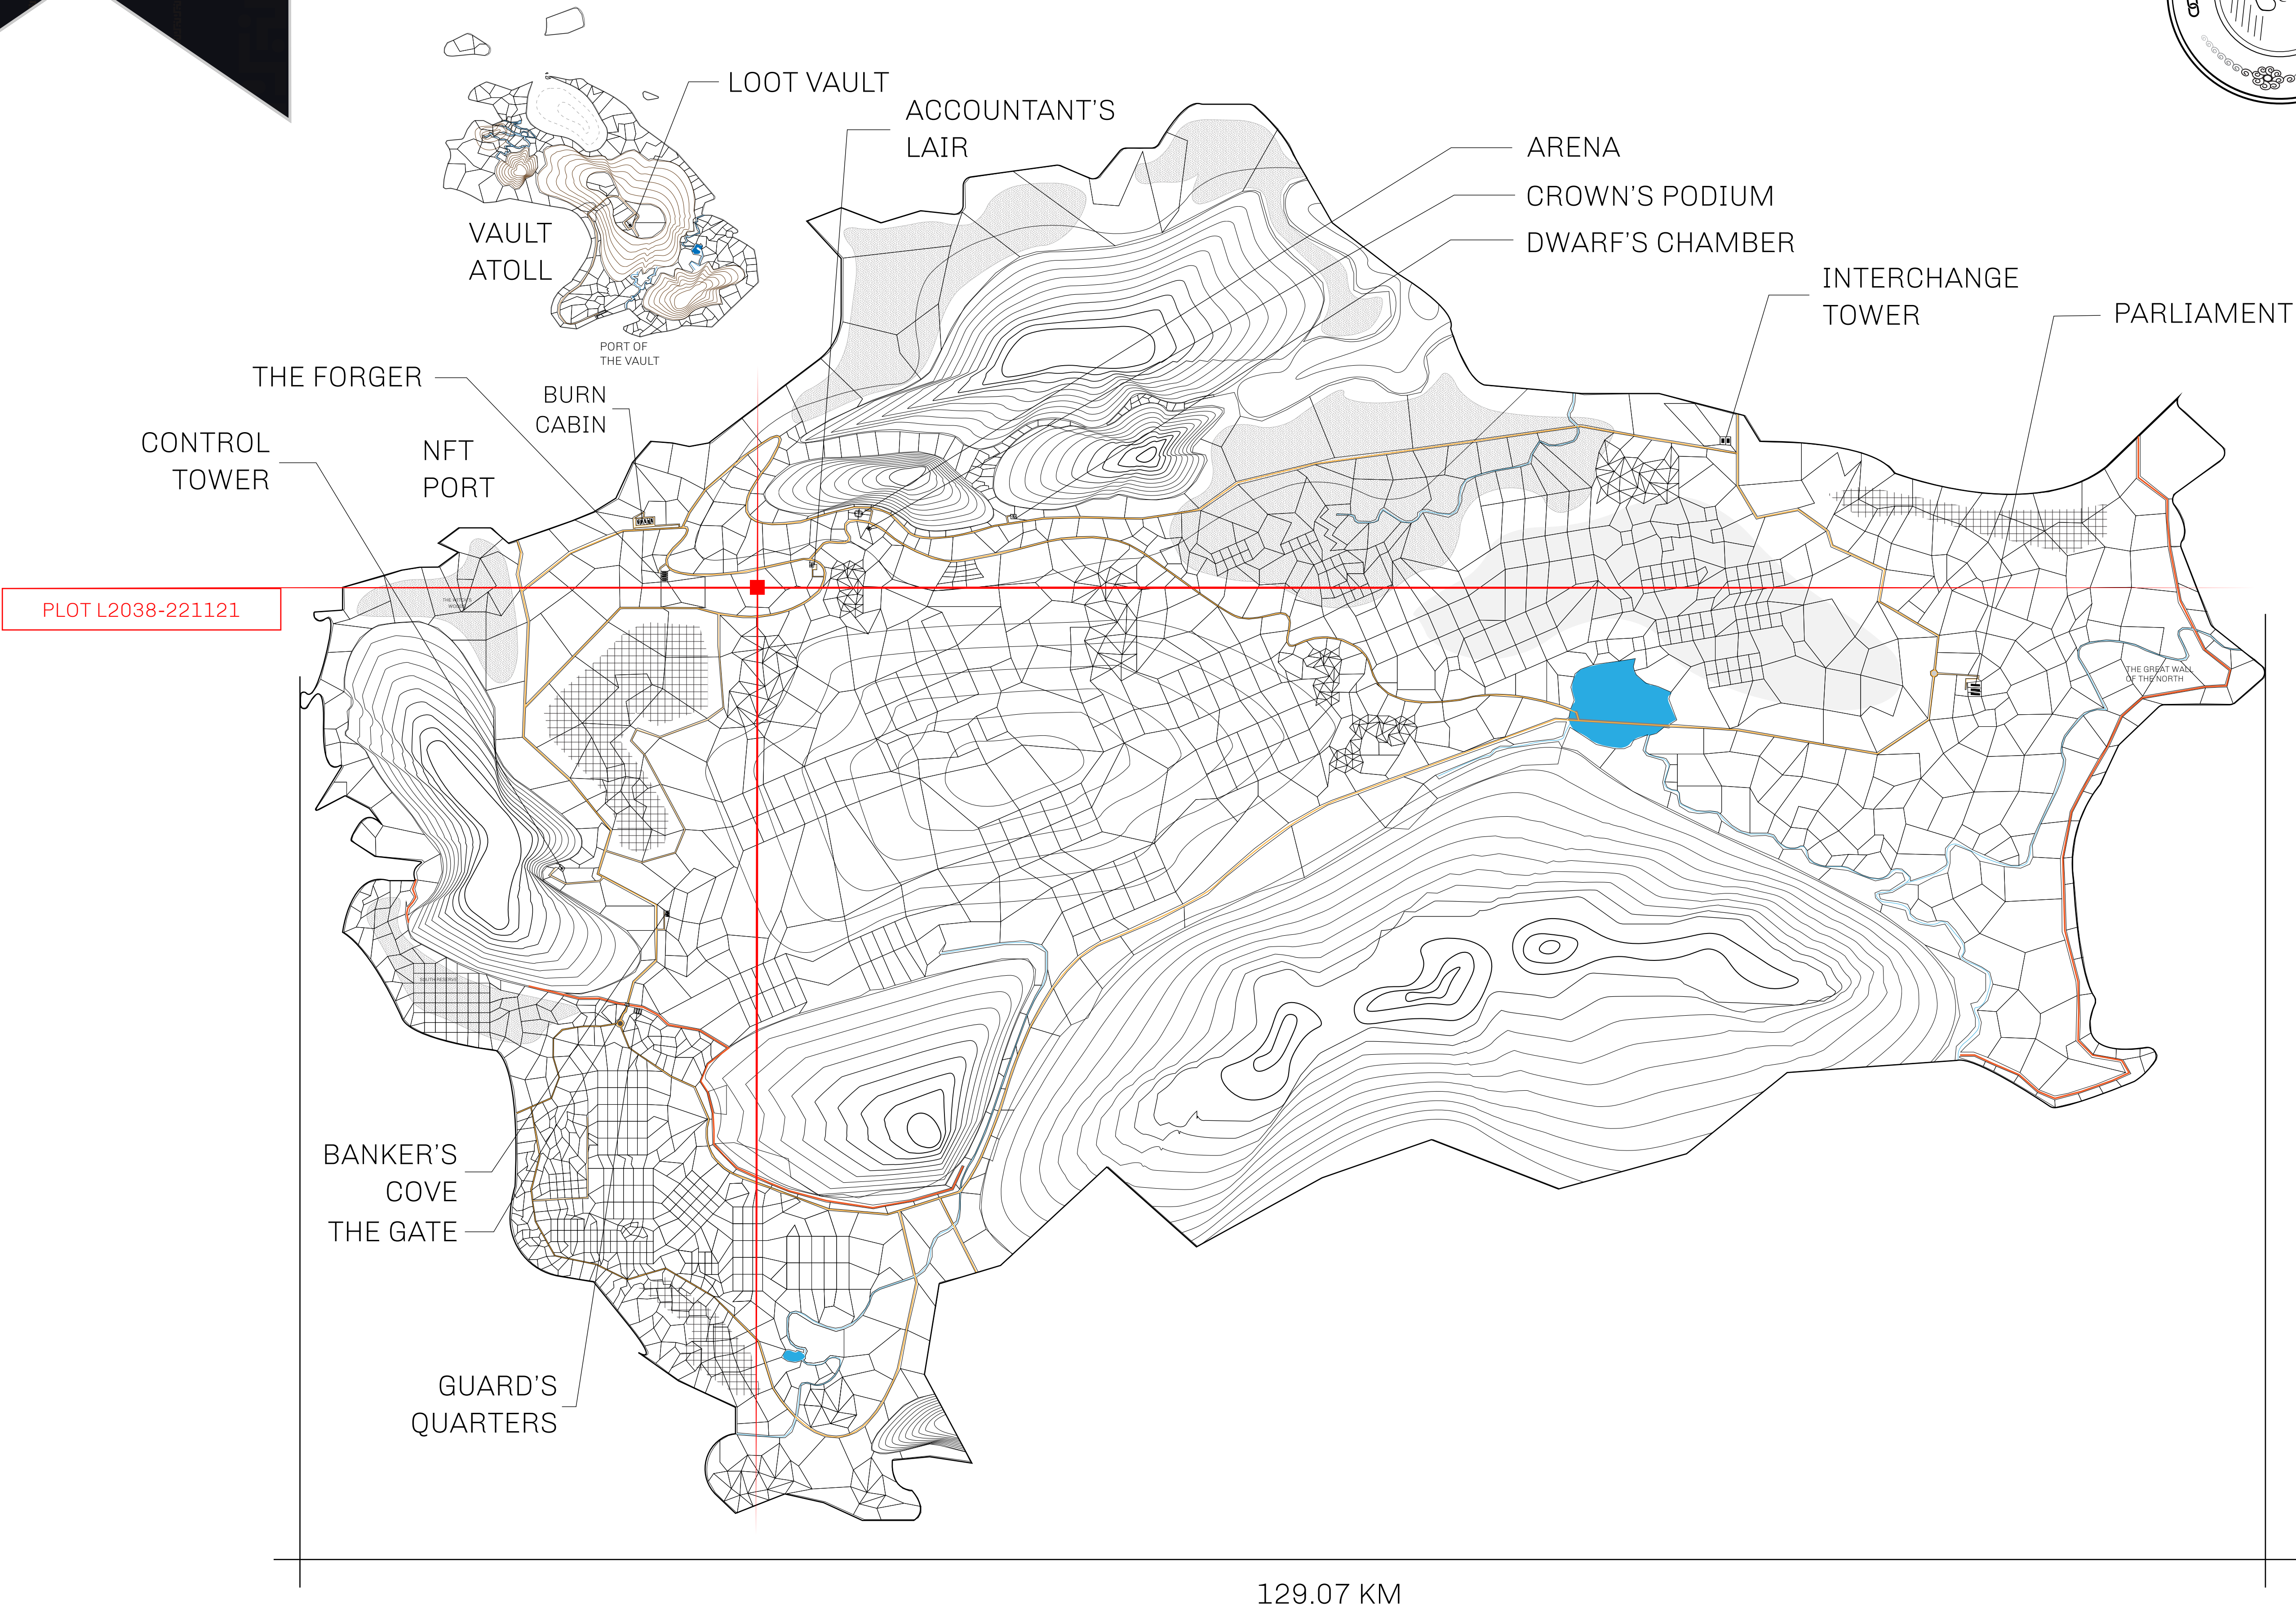 LOOT VAULT
ACCOUNTANT'S
LAIR
ARENA
CROWN'S PODIUM
DWARF'S CHAMBER
VAULT
ATOLL
INTERCHANGE
TOWER
PARLIAMENT
PORT OF
THE VAULT
THE FORGER
BURN
CABIN
CONTROL
TOWER
NFT
PORT
PLOT L2038-221121
THE GREAT WALL
OF THE NORTH
SOUTH RESERVE
BANKER'S
COVE
THE GATE
GUARD'S
QUARTERS
129.07 KM